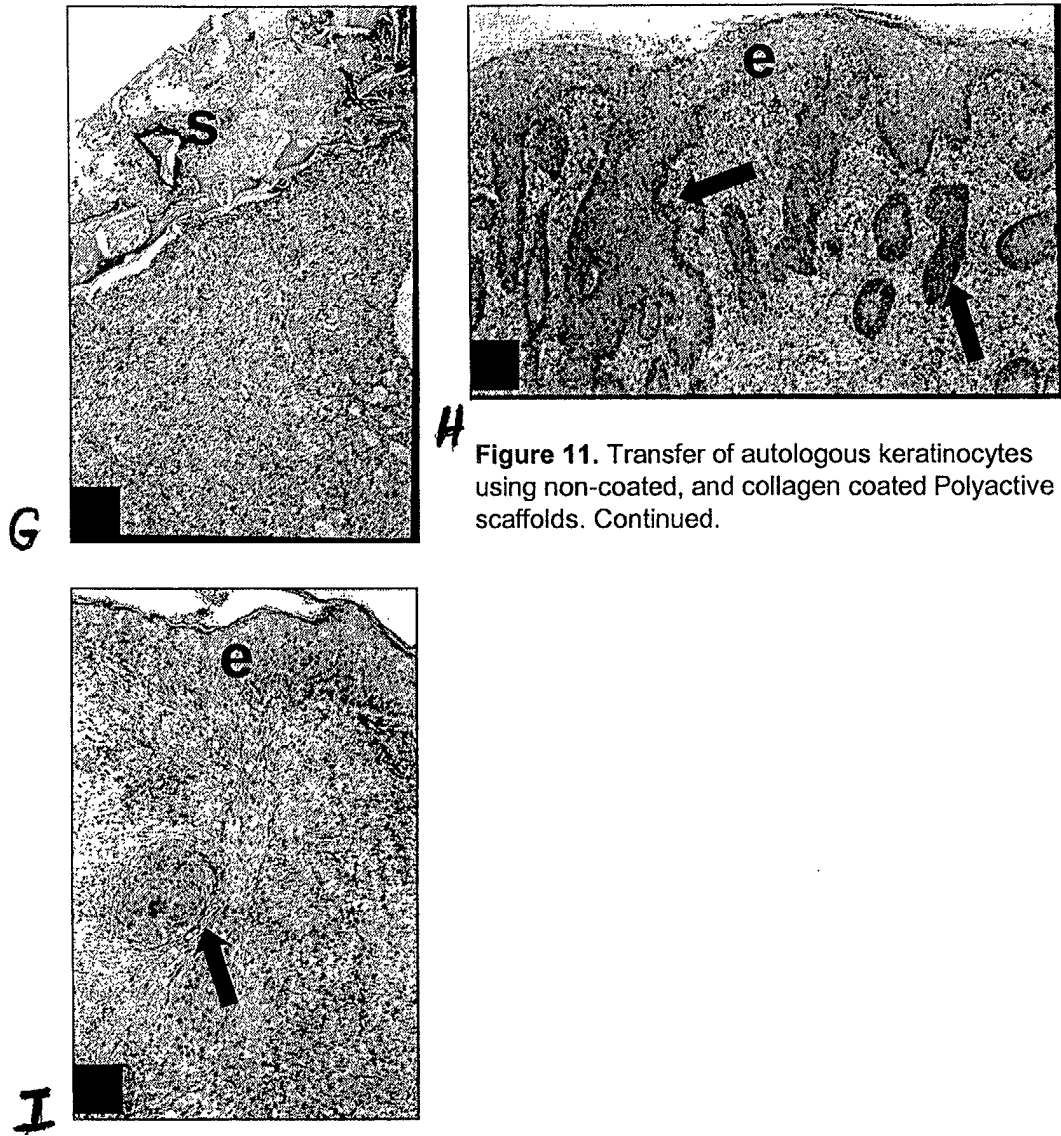 s
e
G
H
Figure 11. Transfer of autologous keratinocytes
using non-coated, and collagen coated Polyactive
scaffolds. Continued.
e
I